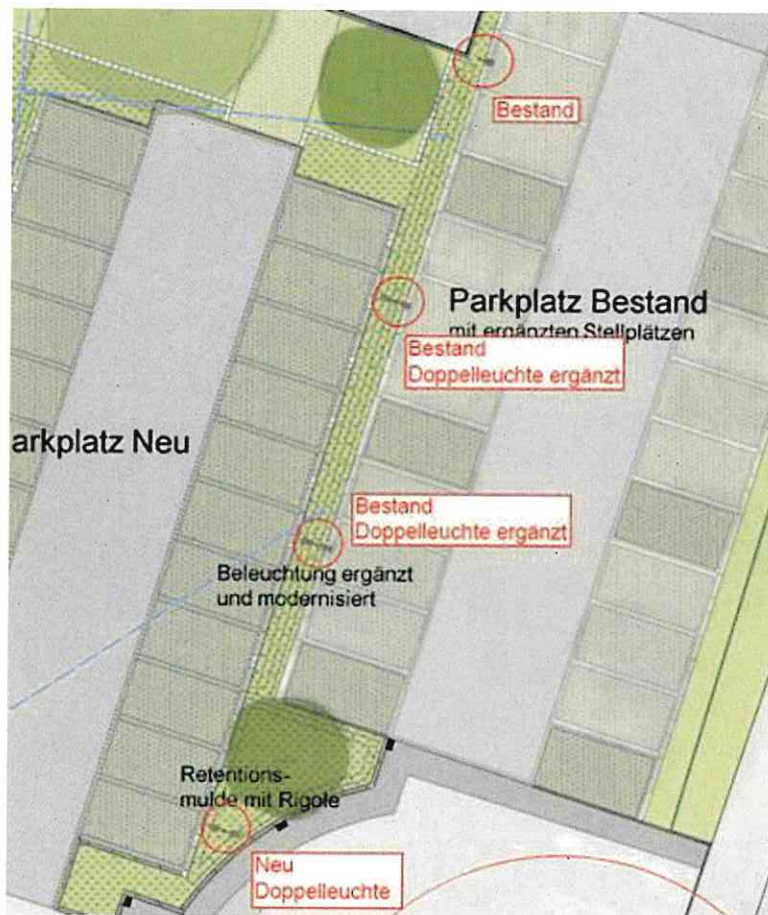 Bestand
Parkplatz Bestand
mit ergänzten Stellplätzen
Bestand
Doppelleuchte ergänzt
arkplatz Neu
Bestand
Doppelleuchte ergänzt
Beleuchtung ergänzt
und modernisiert
Retentions-
mulde mit Rigole
Neu
Doppelleuchte